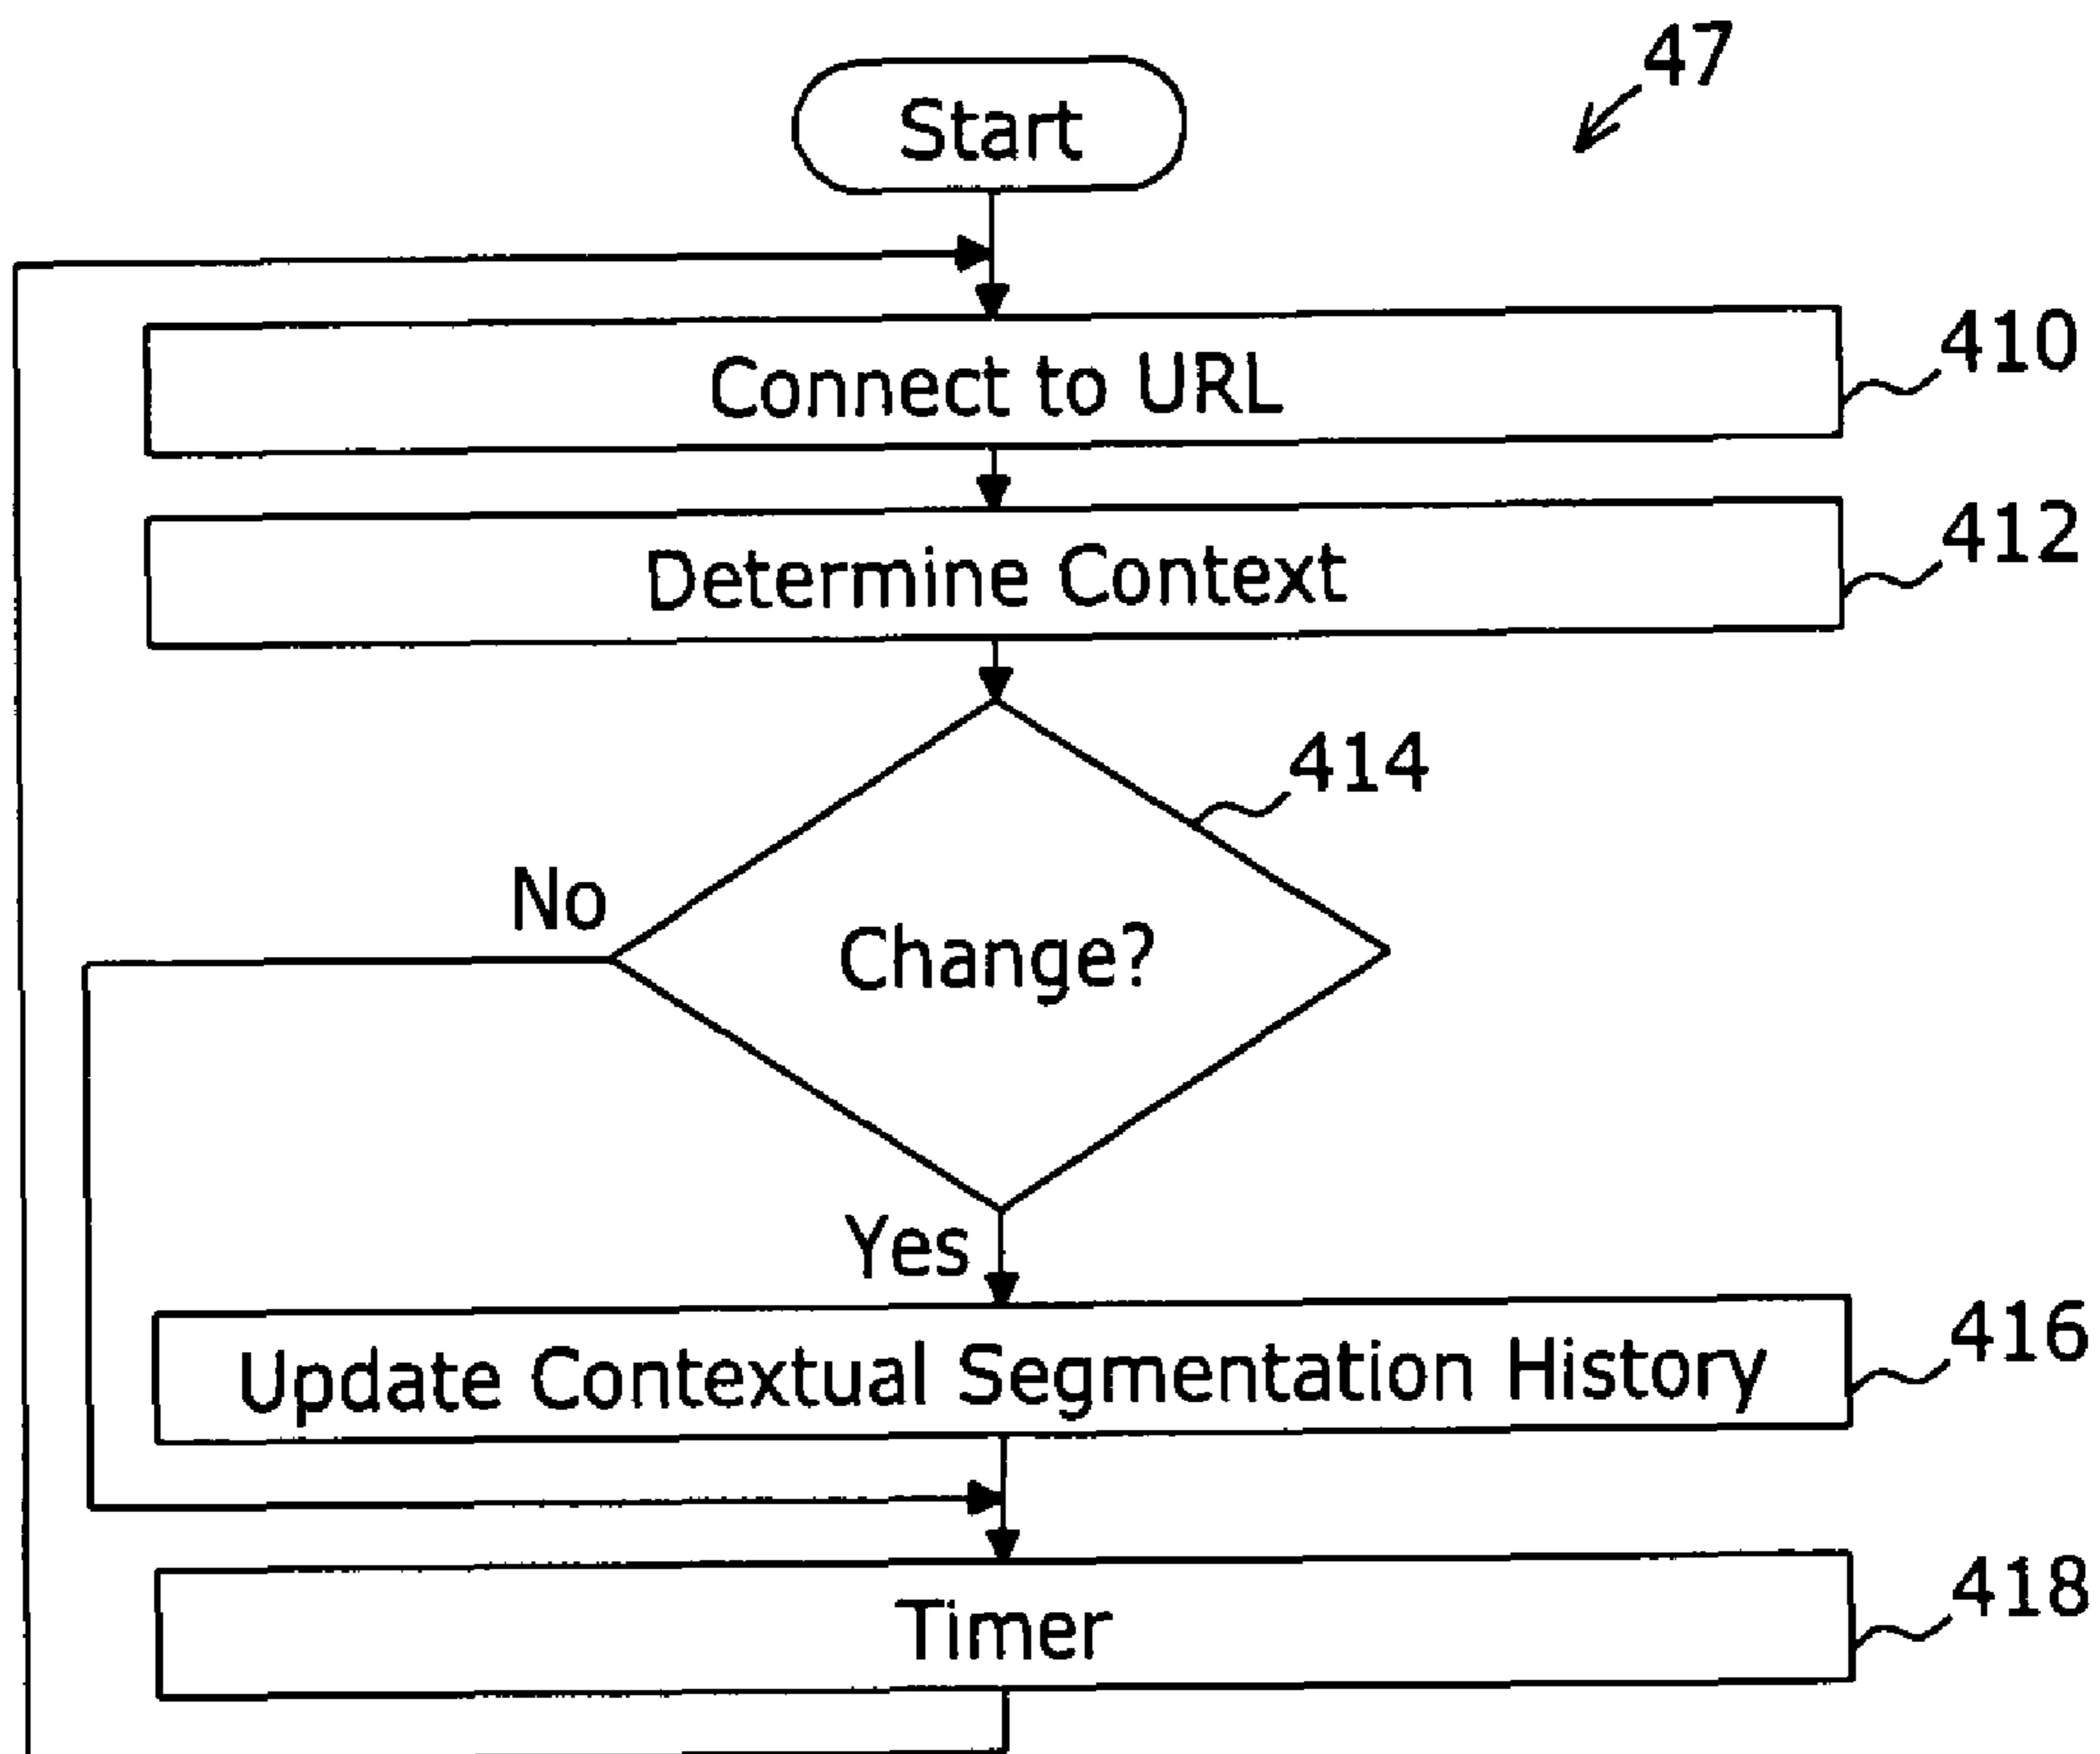 47
Start
Connect to URL
410
Determine Context
412
414
No
Change?
Yes
Update Contextual Segmentation History
416
Timer
418